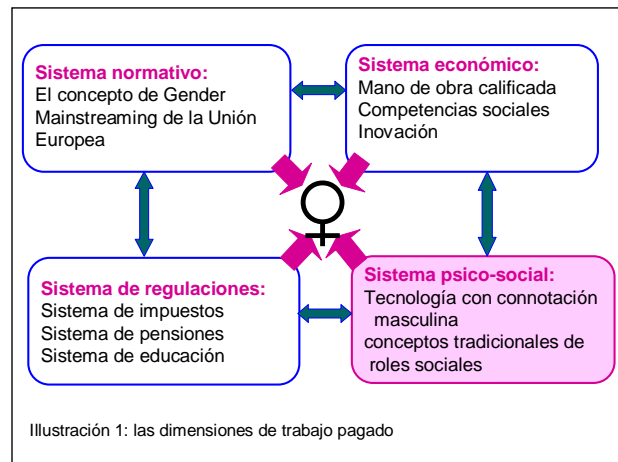 Sistema normativo:
El concepto de Gender
Mainstreaming de la Unión
Europea
Sistema económico:
Mano de obra calificada
Competencias sociales
Inovación
Sistema de regulaciones:
Sistema de impuestos
Sistema de pensiones
Sistema de educación
Sistema psico-social:
Tecnología con connotación
masculina
conceptos tradicionales de
roles sociales
Illustración 1: las dimensiones de trabajo pagado